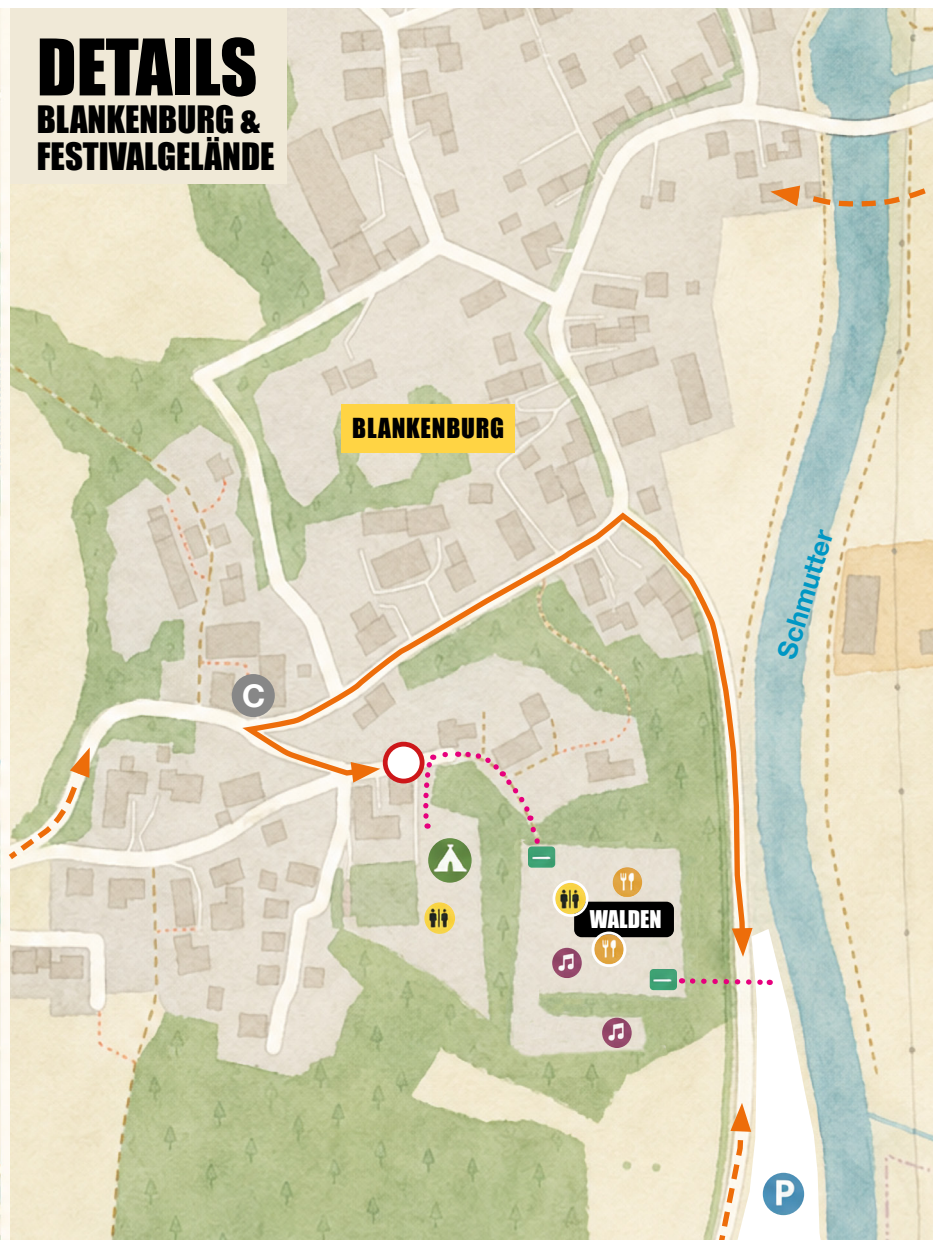 DETAILS
BLANKENBURG &
FESTIVALGELÄNDE
BLANKENBURG
Schmutter
C
WALDEN
P